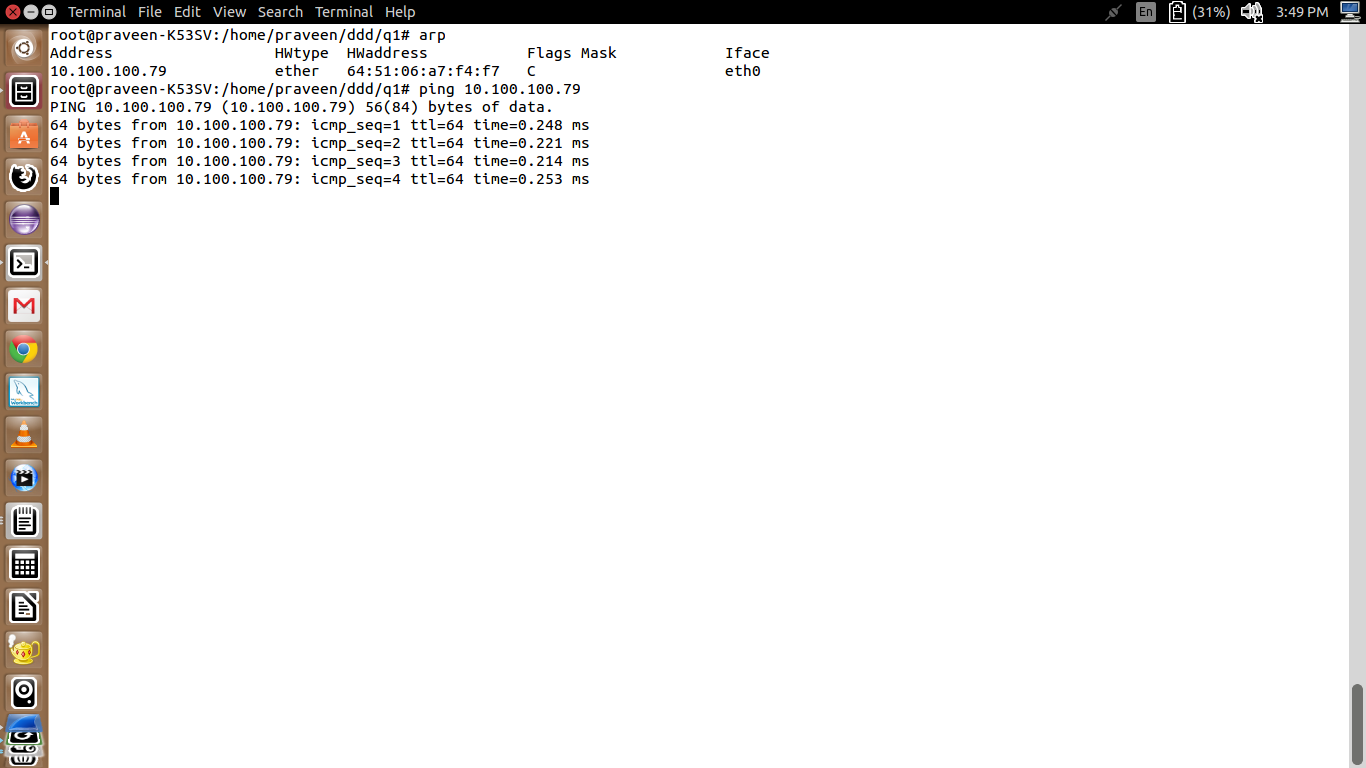 Terminal File Edit View Search Terminal Help En (31%) 3:49 PM
root@praveen-K53SV:/home/praveen/ddd/q1# arp
Address                  HWtype  HWaddress           Flags Mask            Iface
10.100.100.79            ether   64:51:06:a7:f4:f7   C                     eth0
root@praveen-K53SV:/home/praveen/ddd/q1# ping 10.100.100.79
PING 10.100.100.79 (10.100.100.79) 56(84) bytes of data.
64 bytes from 10.100.100.79: icmp_seq=1 ttl=64 time=0.248 ms
64 bytes from 10.100.100.79: icmp_seq=2 ttl=64 time=0.221 ms
64 bytes from 10.100.100.79: icmp_seq=3 ttl=64 time=0.214 ms
64 bytes from 10.100.100.79: icmp_seq=4 ttl=64 time=0.253 ms
Workbench